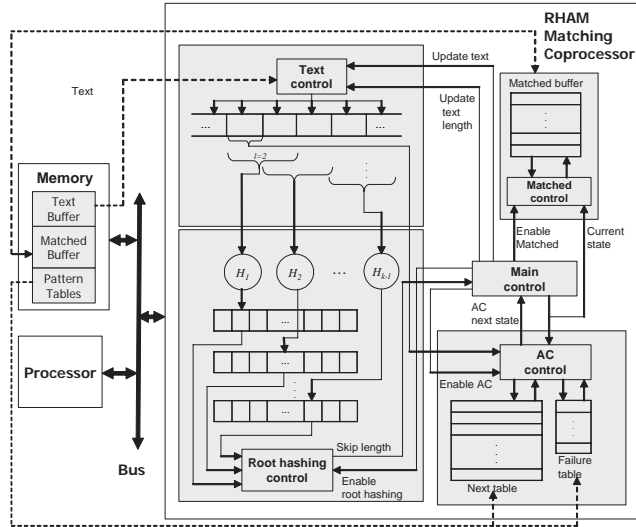 RHAM
Matching
Coprocessor
Text
control
Update text
Update
text
length
Matched buffer
Text
...
...
l=2
Memory
Text
Buffer
Matched
Buffer
Pattern
Tables
Matched
control
Enable
Matched
Current
state
H1
H2
...
Hk-l
Main
control
AC
next state
...
...
...
AC
control
Enable AC
Processor
Bus
Skip length
Root hashing
control
Enable
root hashing
Next table
Failure
table